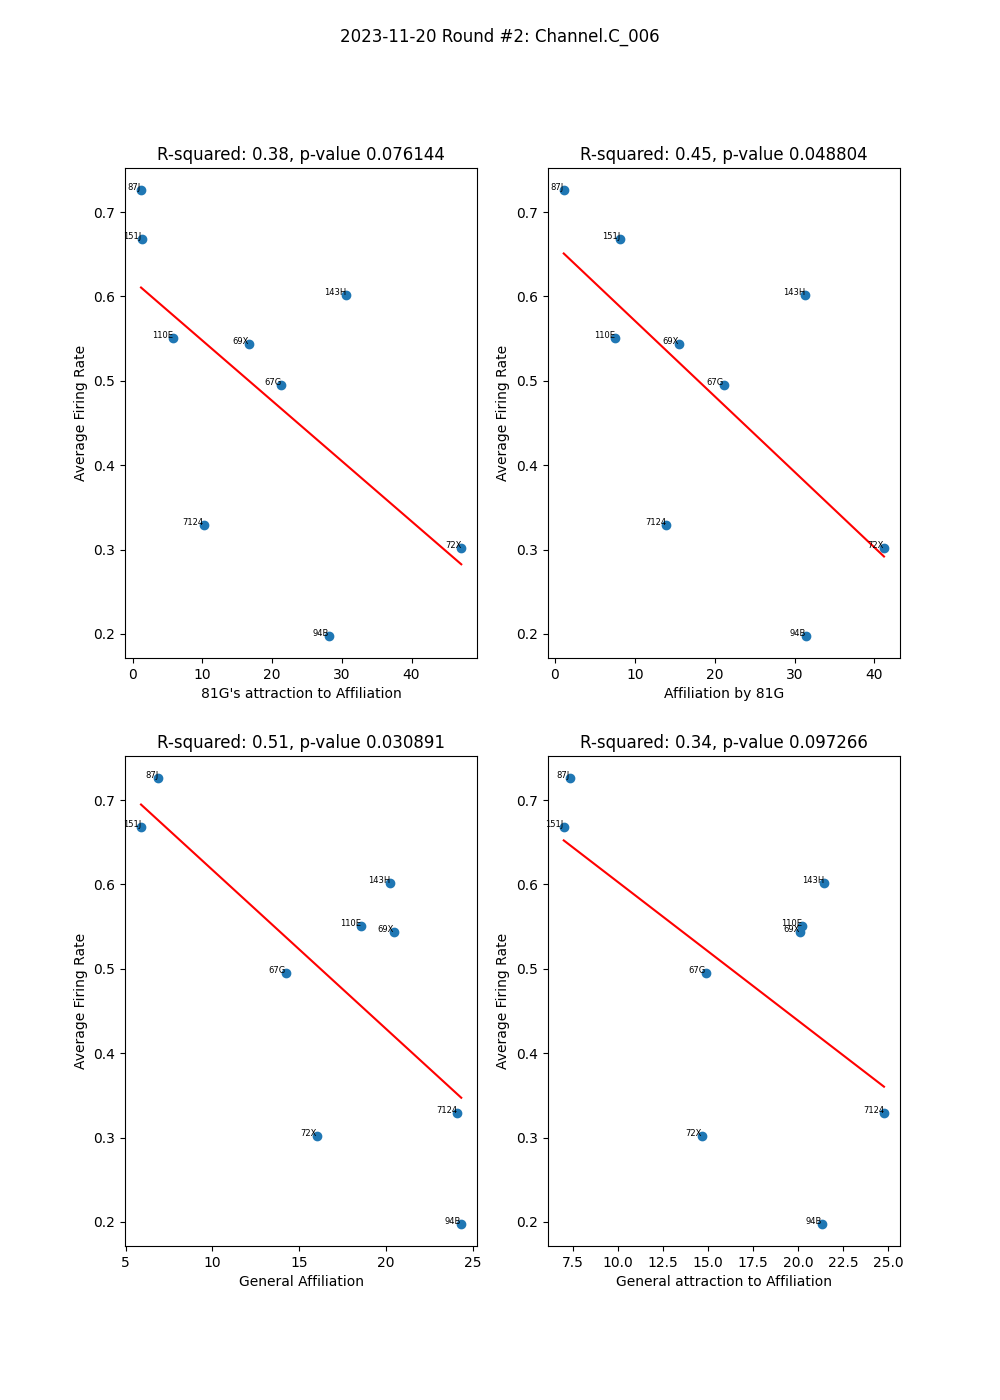 2023-11-20 Round #2: Channel.C_006
R-squared: 0.38, p-value 0.076144
Average Firing Rate
0.7
0.6
0.5
0.4
0.3
0.2
87J
151J
143H
110E
69X
67G
7124
72X
94B
0 10 20 30 40
81G's attraction to Affiliation
R-squared: 0.45, p-value 0.048804
Average Firing Rate
0.7
0.6
0.5
0.4
0.3
0.2
87J
151J
143H
110E
69X
67G
7124
72X
94B
0 10 20 30 40
Affiliation by 81G
R-squared: 0.51, p-value 0.030891
Average Firing Rate
0.7
0.6
0.5
0.4
0.3
0.2
87J
151J
143H
110E
69X
67G
7124
72X
94B
5 10 15 20 25
General Affiliation
R-squared: 0.34, p-value 0.097266
Average Firing Rate
0.7
0.6
0.5
0.4
0.3
0.2
87J
151J
143H
110E
69X
67G
7124
72X
94B
7.5 10.0 12.5 15.0 17.5 20.0 22.5 25.0
General attraction to Affiliation